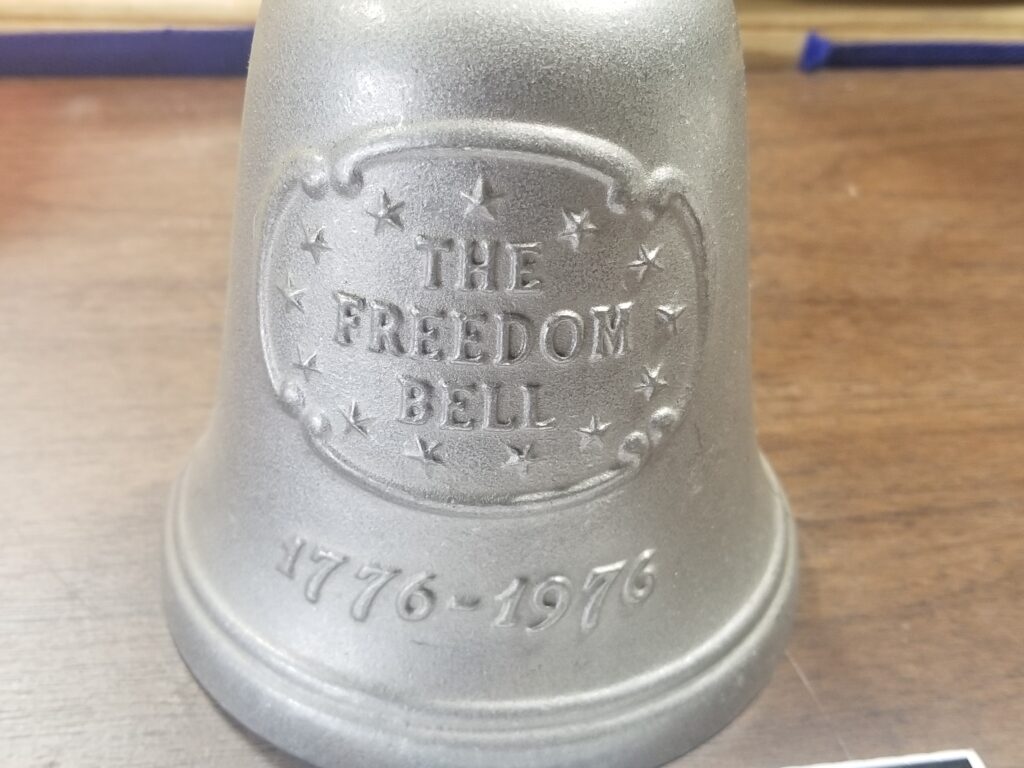 THE
FREEDOM
BELL
1776-1976